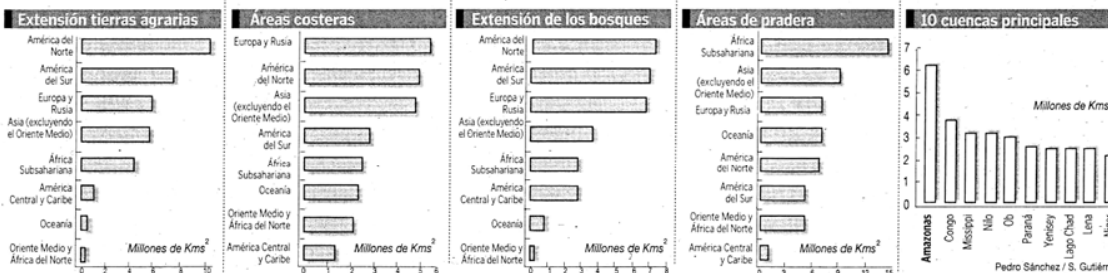 Extensión tierras agrarias
América del
Norte
América
del Sur
Europa y
Rusia
Asia (excluyendo
el Oriente Medio)
África
Subsahariana
América
Central y Caribe
Oceanía
Oriente Medio y
África del Norte
Millones de Kms2
0 2 4 6 8 10
Áreas costeras
Europa y Rusia
América
del Norte
Asia
(excluyendo el
Oriente Medio)
América
del Sur
África
Subsahariana
Oceanía
Oriente Medio y
África del Norte
América Central
y Caribe
Millones de Kms2
0 1 2 3 4 5 6
Extensión de los bosques
América del
Norte
América
del Sur
Europa y
Rusia
Asia (excluyendo
el Oriente Medio)
África
Subsahariana
América
Central y Caribe
Oceanía
Oriente Medio y
África del Norte
Millones de Kms2
0 1 2 3 4 5 6 7 8
Áreas de pradera
África
Subsahariana
Asia
(excluyendo el
Oriente Medio)
Europa y Rusia
Oceanía
América
del Norte
América
del Sur
Oriente Medio y
África del Norte
América Central
y Caribe
Millones de Kms2
10 cuencas principales
7
6
5
4
3
2
1
0
Millones de Kms
Amazonas
Congo
Missippi
Nilo
Ob
Paraná
Yenisey
Lago Chad
Lena
Pedro Sánchez / S. Gutiérr